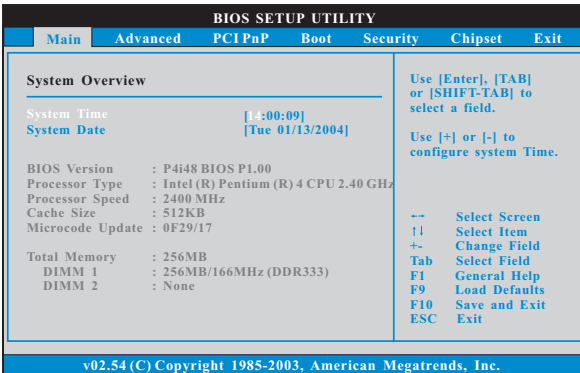 BIOS SETUP UTILITY
Main Advanced PCIPnP Boot Security Chipset Exit
System Overview
System Time [14:00:09]
System Date [Tue 01/13/2004]
BIOS Version : P4i48 BIOS P1.00
Processor Type : Intel (R) Pentium (R) 4 CPU 2.40 GHz
Processor Speed : 2400 MHz
Cache Size : 512KB
Microcode Update : 0F29/17
Total Memory : 256MB
DIMM 1 : 256MB/166MHz (DDR333)
DIMM 2 : None
Use [Enter], [TAB]
or [SHIFT-TAB] to
select a field.
Use [+] or [-] to
configure system Time.
←→ Select Screen
↑↓ Select Item
+- Change Field
Tab Select Field
F1 General Help
F9 Load Defaults
F10 Save and Exit
ESC Exit
v02.54 (C) Copyright 1985-2003, American Megatrends, Inc.